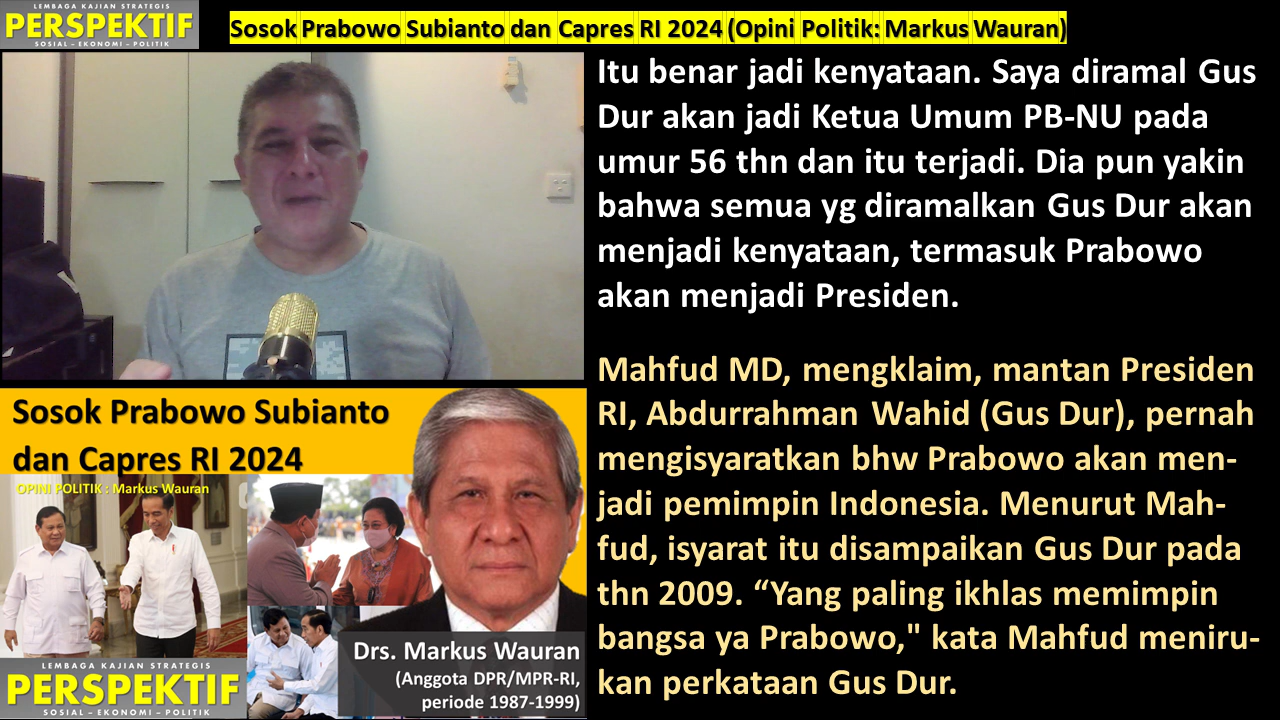 LEMBAGA KAJIAN STRATEGIS
PERSPEKTIF
SOSIAL – EKONOMI – POLITIK
Sosok Prabowo Subianto dan Capres RI 2024 (Opini Politik: Markus Wauran)
Itu benar jadi kenyataan. Saya diramal Gus
Dur akan jadi Ketua Umum PB-NU pada
umur 56 thn dan itu terjadi. Dia pun yakin
bahwa semua yg diramalkan Gus Dur akan
menjadi kenyataan, termasuk Prabowo
akan menjadi Presiden.
Mahfud MD, mengklaim, mantan Presiden
RI, Abdurrahman Wahid (Gus Dur), pernah
mengisyaratkan bhw Prabowo akan men-
jadi pemimpin Indonesia. Menurut Mah-
fud, isyarat itu disampaikan Gus Dur pada
thn 2009. “Yang paling ikhlas memimpin
bangsa ya Prabowo," kata Mahfud meniru-
kan perkataan Gus Dur.
Sosok Prabowo Subianto
dan Capres RI 2024
OPINI POLITIK : Markus Wauran
Drs. Markus Wauran
(Anggota DPR/MPR-RI,
periode 1987-1999)
LEMBAGA KAJIAN STRATEGIS
PERSPEKTIF
SOSIAL – EKONOMI – POLITIK